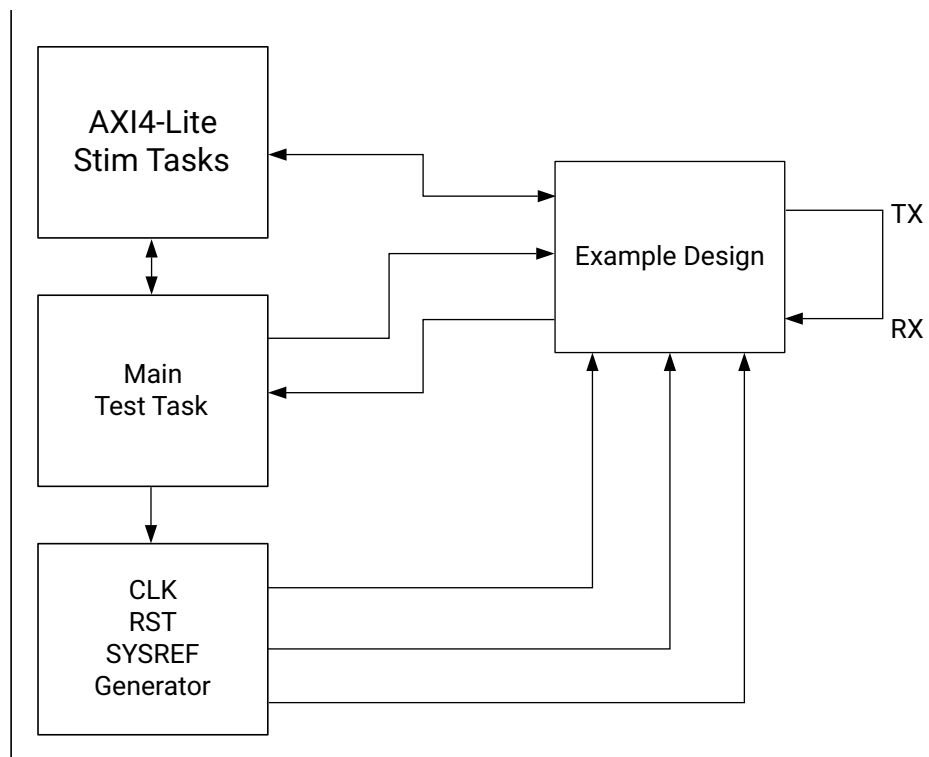 AXI4-Lite
Stim Tasks
Example Design
TX
RX
Main
Test Task
CLK
RST
SYSREF
Generator